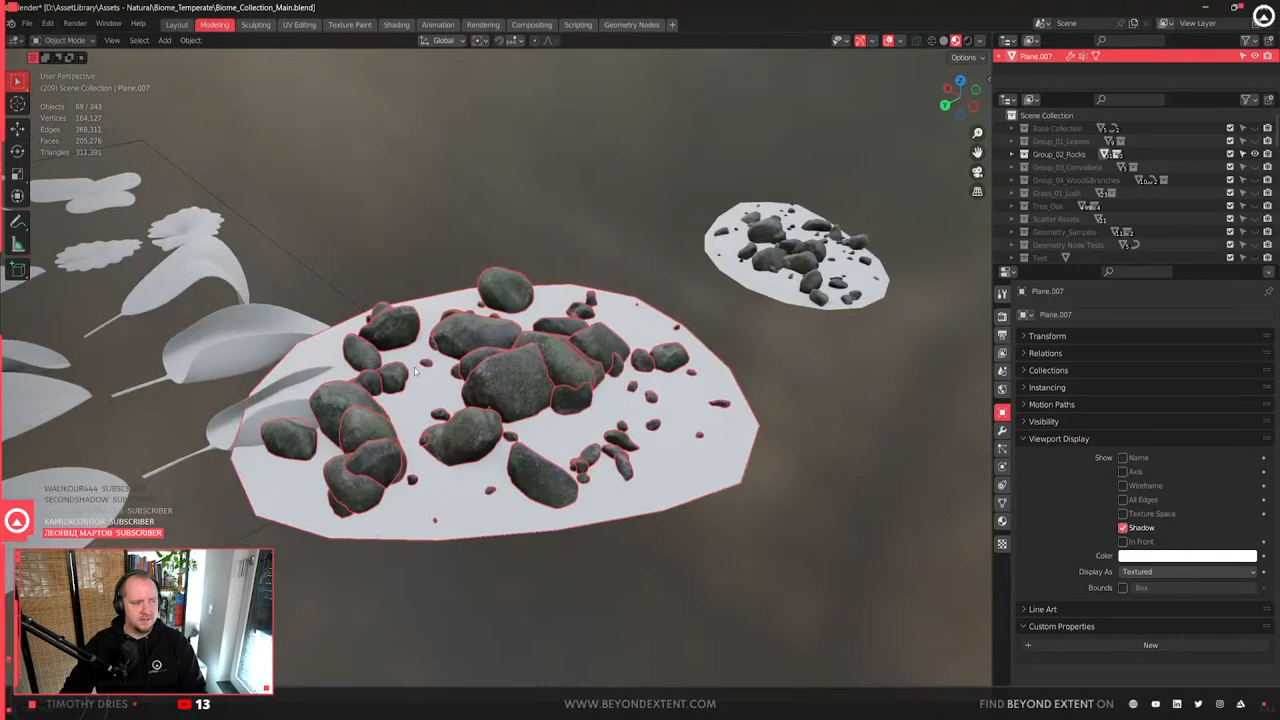 Blender* [D:\AssetLibrary\Assets - Natural\Biome_Temperate\Biome_Collection_Main.blend]
File Edit Render Window Help Layout Modeling Sculpting UV Editing Texture Paint Shading Animation Rendering Compositing Scripting Geometry Nodes + Scene View Layer
Object Mode View Select Add Object Global
Options
User Perspective
(209) Scene Collection | Plane.007
Objects 69 / 343
Vertices 164,127
Edges 368,311
Faces 205,276
Triangles 311,391
Plane.007
Scene Collection
Base Collection
Group_01_Leaves
Group_02_Rocks
Group_03_Convallaria
Group_04_Wood&Branches
Grass_01_Lush
Tree_Oak
Scatter Assets
Geometry_Samples
Geometry Node Tests
Test
Plane.007
Plane.007
Transform
Relations
Collections
Instancing
Motion Paths
Visibility
Viewport Display
Show Name
Axis
Wireframe
All Edges
Texture Space
Shadow
In Front
Color
Display As Textured
Bounds Box
Line Art
Custom Properties
New
WALIKOUR444 SUBSCRIBER
SECONDSHADOW SUBSCRIBER
SUBSCRIBER
KAMIZACONDOR SUBSCRIBER
ЛЕОНИД МАРТОВ SUBSCRIBER
TIMOTHY DRIES 13 WWW.BEYONDEXTENT.COM FIND BEYOND EXTENT ON